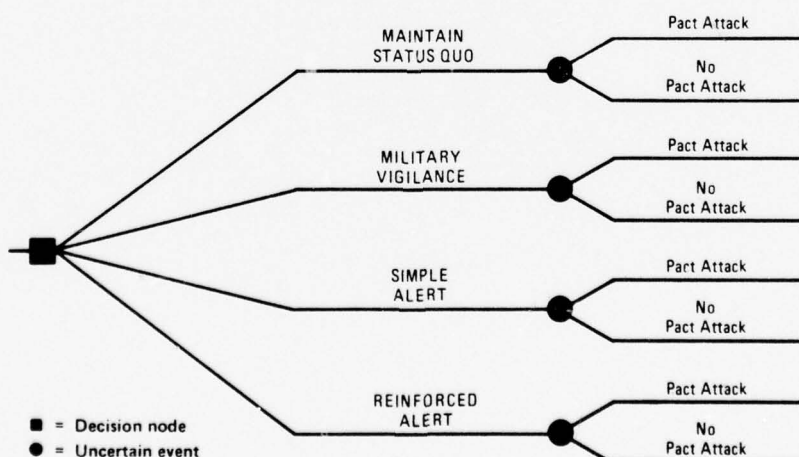 MAINTAIN
STATUS QUO
Pact Attack
No
Pact Attack
MILITARY
VIGILANCE
Pact Attack
No
Pact Attack
SIMPLE
ALERT
Pact Attack
No
Pact Attack
REINFORCED
ALERT
Pact Attack
No
Pact Attack
■ = Decision node
● = Uncertain event